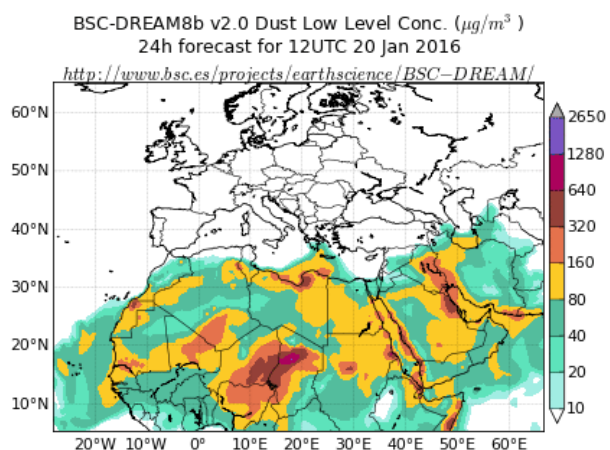 BSC-DREAM8b v2.0 Dust Low Level Conc. (μg/m³ )
24h forecast for 12UTC 20 Jan 2016
http://www.bsc.es/projects/earthscience/BSC−DREAM/
60°N
50°N
40°N
30°N
20°N
10°N
20°W 10°W 0° 10°E 20°E 30°E 40°E 50°E 60°E
2650
1280
640
320
160
80
40
20
10